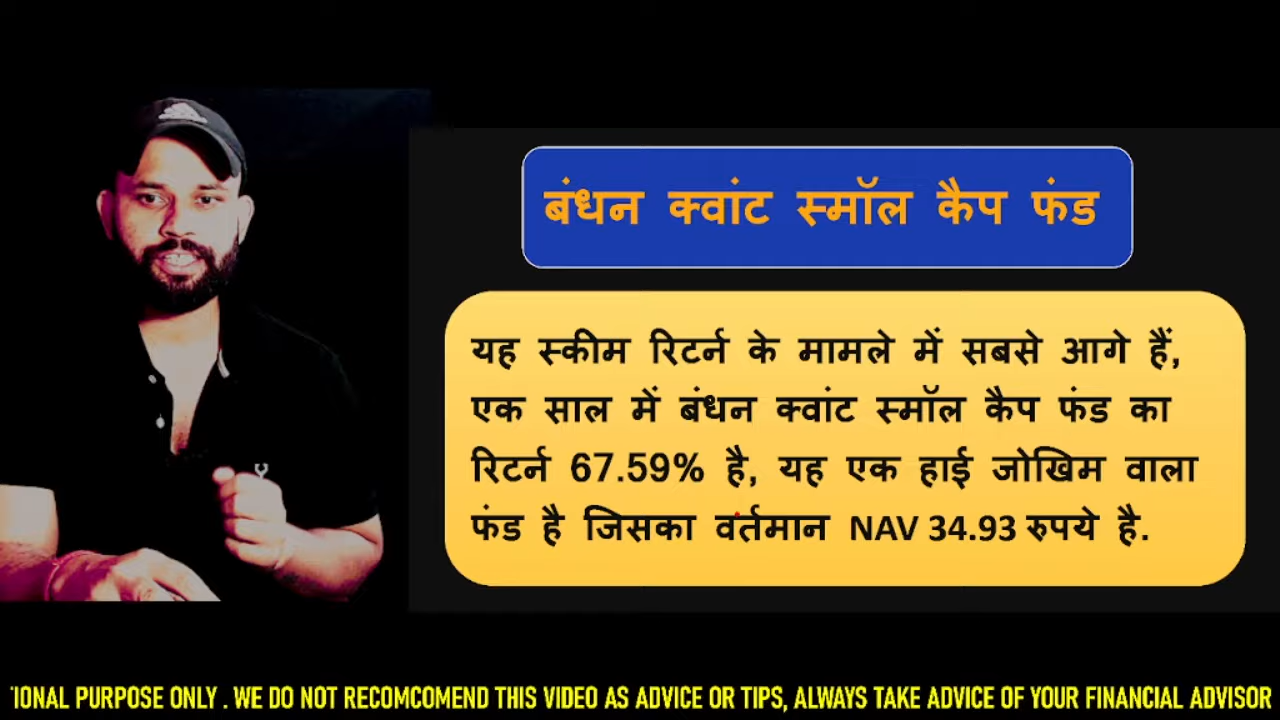 बंधन क्वांट स्मॉल कैप फंड
यह स्कीम रिटर्न के मामले में सबसे आगे हैं,
एक साल में बंधन क्वांट स्मॉल कैप फंड का
रिटर्न 67.59% है, यह एक हाई जोखिम वाला
फंड है जिसका वर्तमान NAV 34.93 रुपये है.
IONAL PURPOSE ONLY . WE DO NOT RECOMCOMEND THIS VIDEO AS ADVICE OR TIPS, ALWAYS TAKE ADVICE OF YOUR FINANCIAL ADVISOR